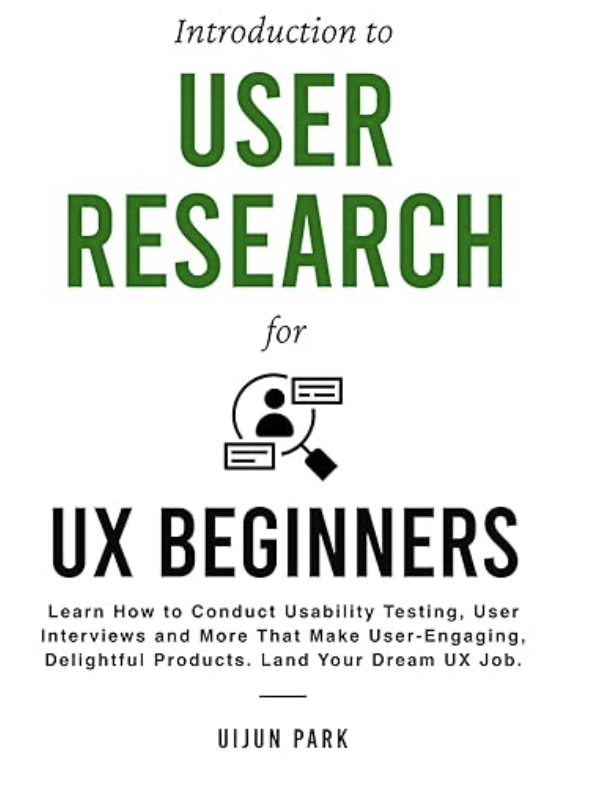 Introduction to
USER
RESEARCH
for
UX BEGINNERS
Learn How to Conduct Usability Testing, User
Interviews and More That Make User-Engaging,
Delightful Products. Land Your Dream UX Job.
UIJUN PARK